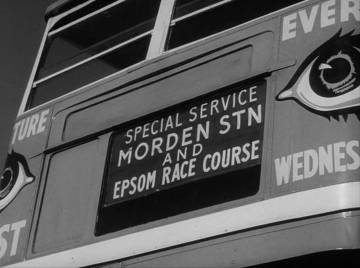 EVER
TURE
SPECIAL SERVICE
MORDEN STN
AND
EPSOM RACE COURSE
WEDNES
ST